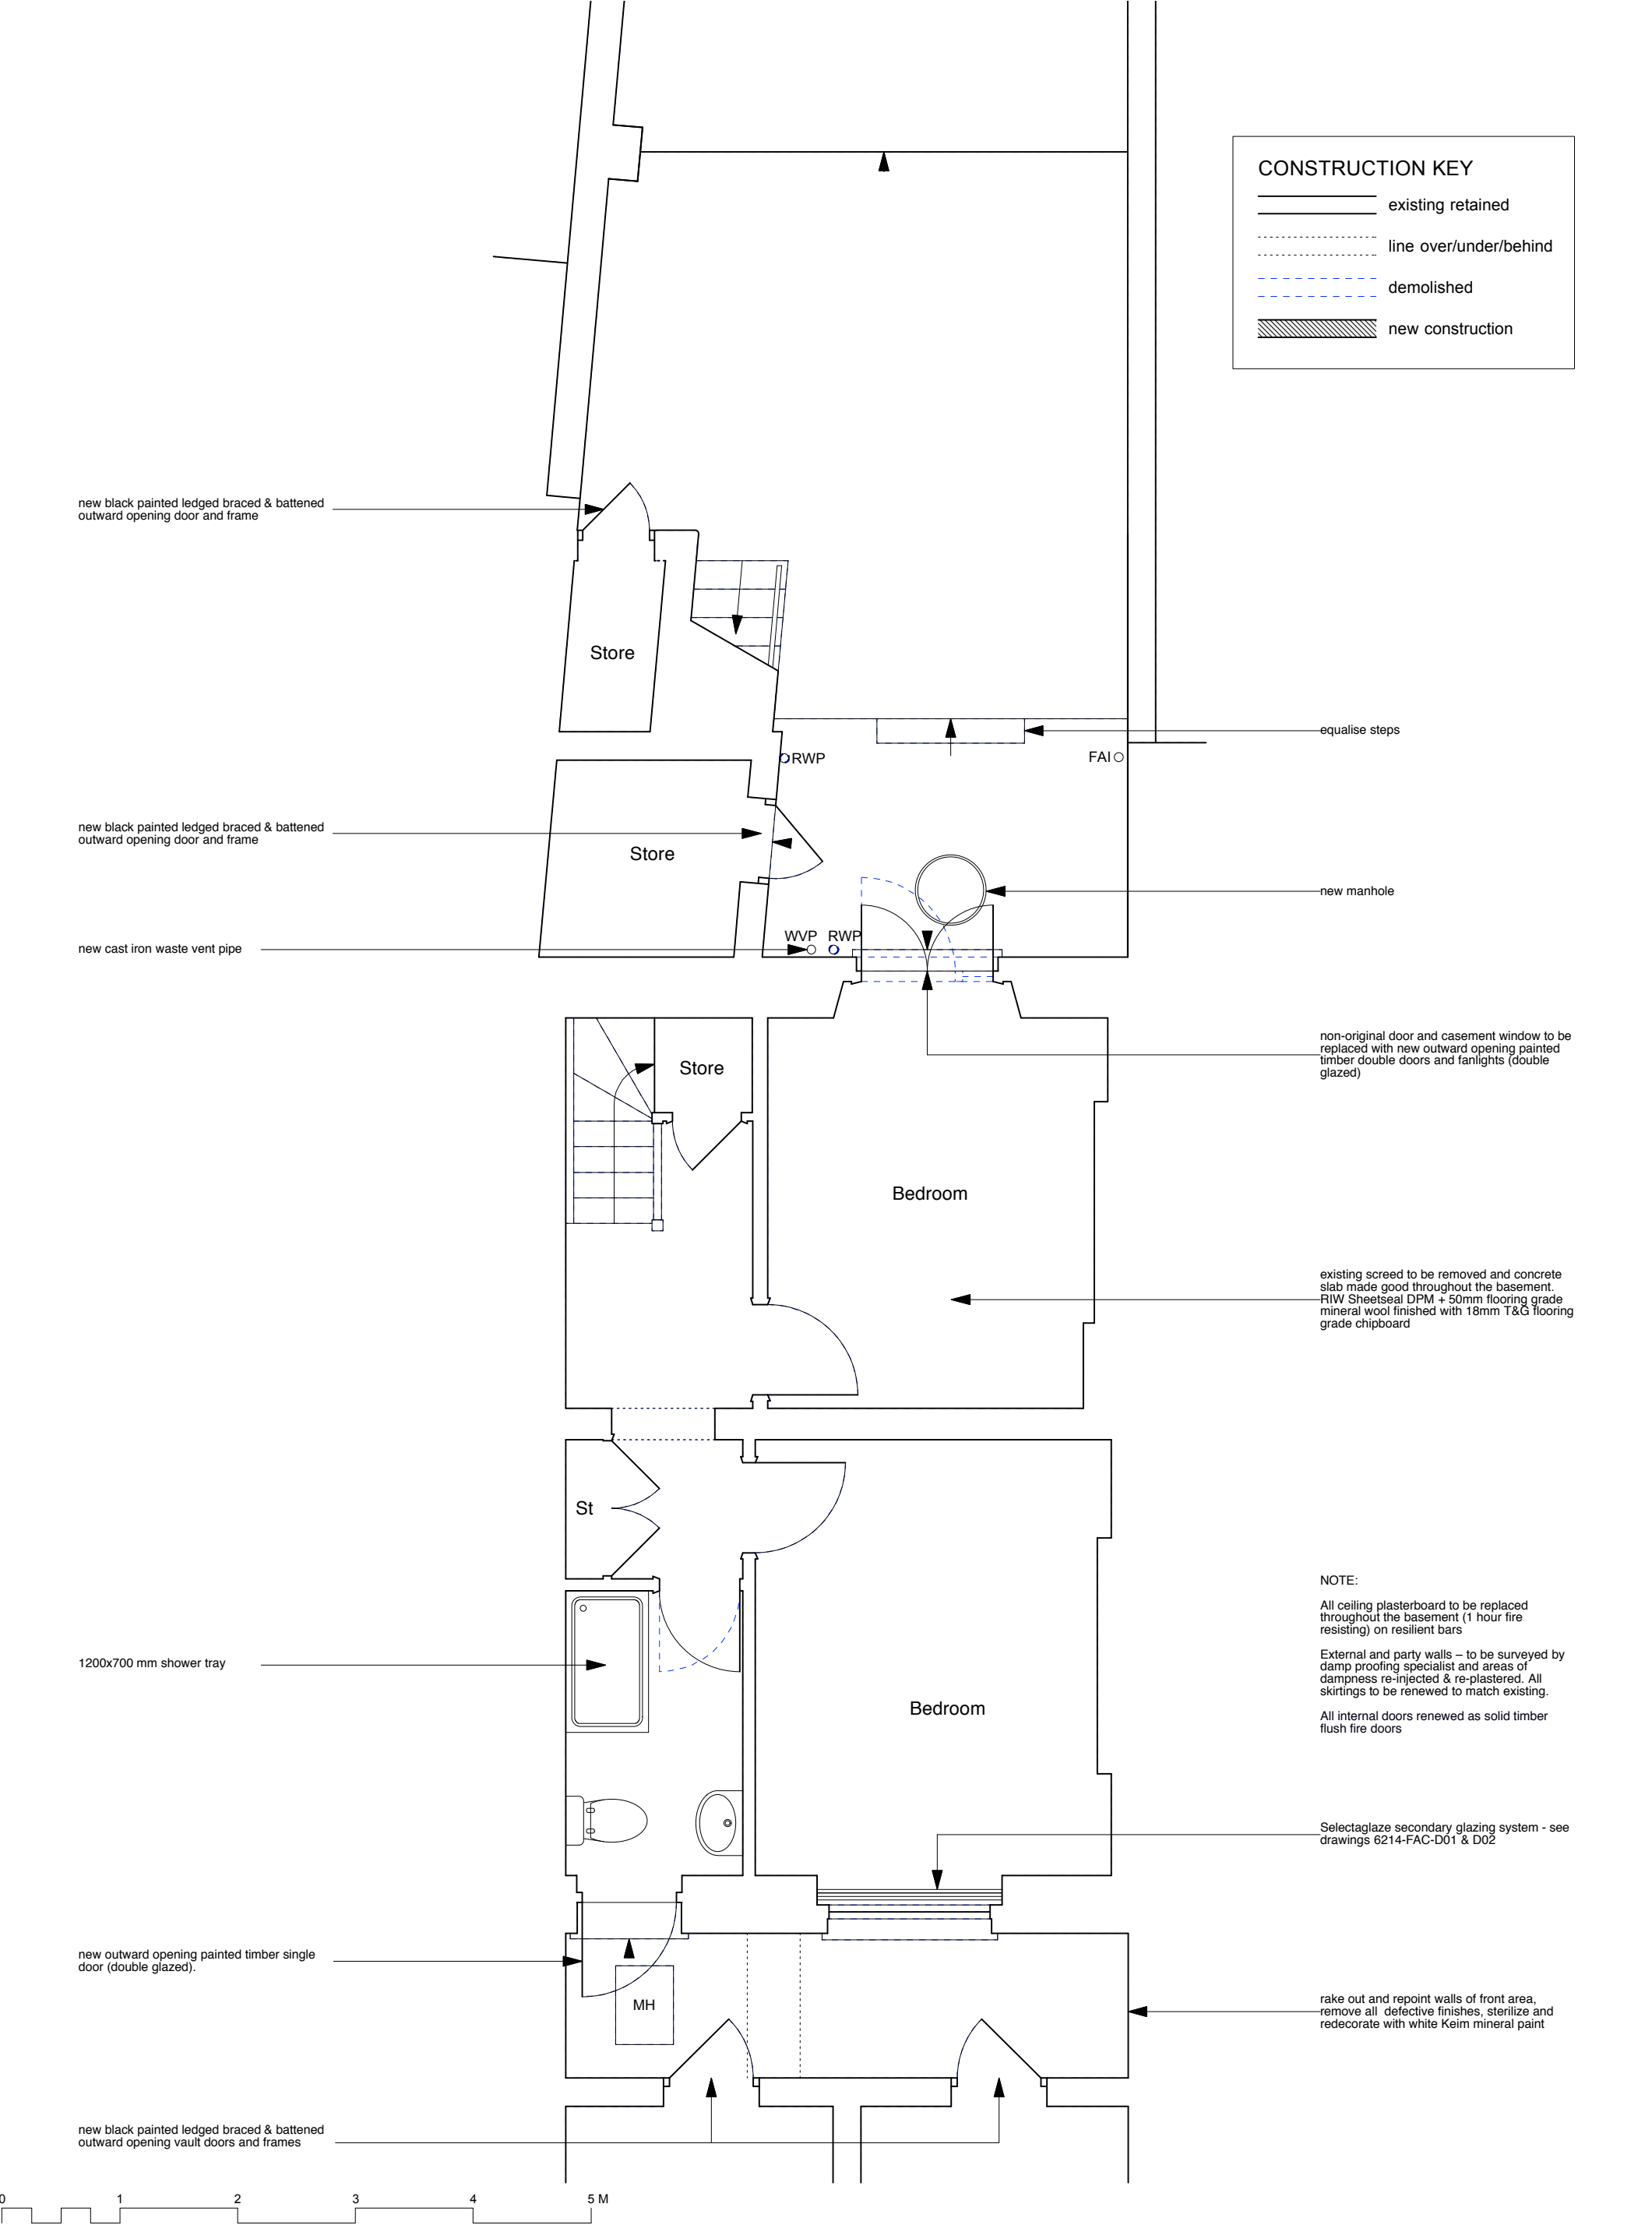 CONSTRUCTION KEY
existing retained
line over/under/behind
demolished
new construction
new black painted ledged braced & battened
outward opening door and frame
Store
equalise steps
RWP
FAI
new black painted ledged braced & battened
outward opening door and frame
Store
new manhole
WVP
RWP
new cast iron waste vent pipe
non-original door and casement window to be
replaced with new outward opening painted
timber double doors and fanlights (double
glazed)
Store
Bedroom
existing screed to be removed and concrete
slab made good throughout the basement.
RIW Sheetseal DPM + 50mm flooring grade
mineral wool finished with 18mm T&G flooring
grade chipboard
St
NOTE:
All ceiling plasterboard to be replaced
throughout the basement (1 hour fire
resisting) on resilient bars
External and party walls – to be surveyed by
damp proofing specialist and areas of
dampness re-injected & re-plastered. All
skirtings to be renewed to match existing.
All internal doors renewed as solid timber
flush fire doors
1200x700 mm shower tray
Bedroom
Selectaglaze secondary glazing system - see
drawings 6214-FAC-D01 & D02
new outward opening painted timber single
door (double glazed).
MH
rake out and repoint walls of front area,
remove all defective finishes, sterilize and
redecorate with white Keim mineral paint
new black painted ledged braced & battened
outward opening vault doors and frames
0 1 2 3 4 5 M